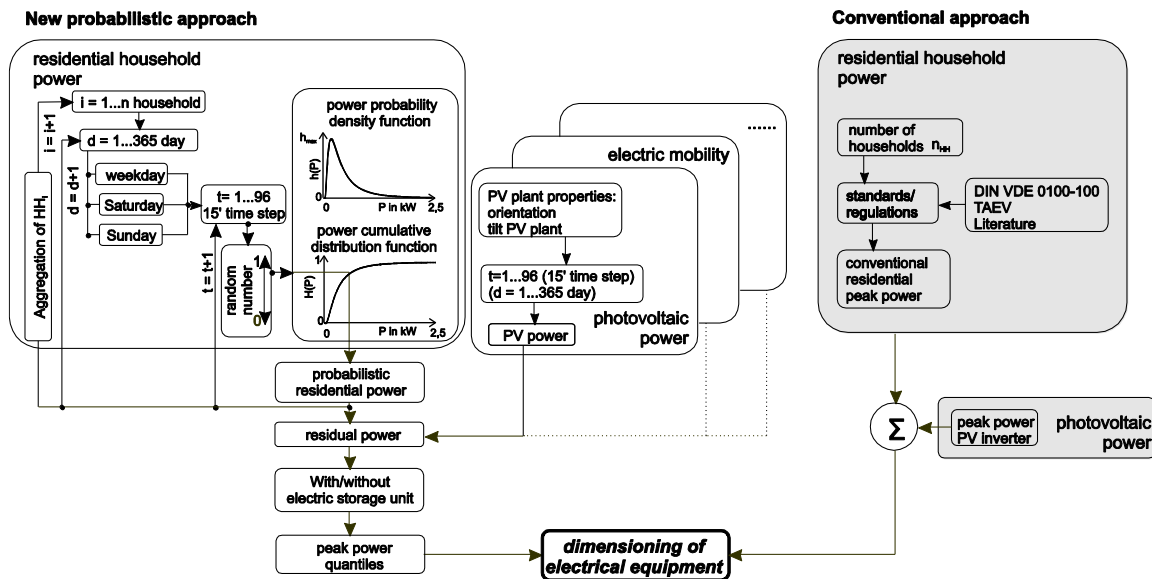 New probabilistic approach
residential household
power
i = 1...n household
i = i+1
d = 1...365 day
d = d+1
weekday
Saturday
Sunday
t= 1...96
15' time step
t = t+1
Aggregation of HHᵢ
random
number
1
0
power probability
density function
hmax
h(P)
0
P in kW
2,5
power cumulative
distribution function
1
H(P)
0
0
P in kW
2,5
probabilistic
residential power
residual power
With/without
electric storage unit
peak power
quantiles
......
electric mobility
PV plant properties:
orientation
tilt PV plant
t=1...96 (15' time step)
(d = 1...365 day)
PV power
photovoltaic
power
dimensioning of
electrical equipment
Conventional approach
residential household
power
number of
households nHH
standards/
regulations
DIN VDE 0100-100
TAEV
Literature
conventional
residential
peak power
Σ
peak power
PV inverter
photovoltaic
power